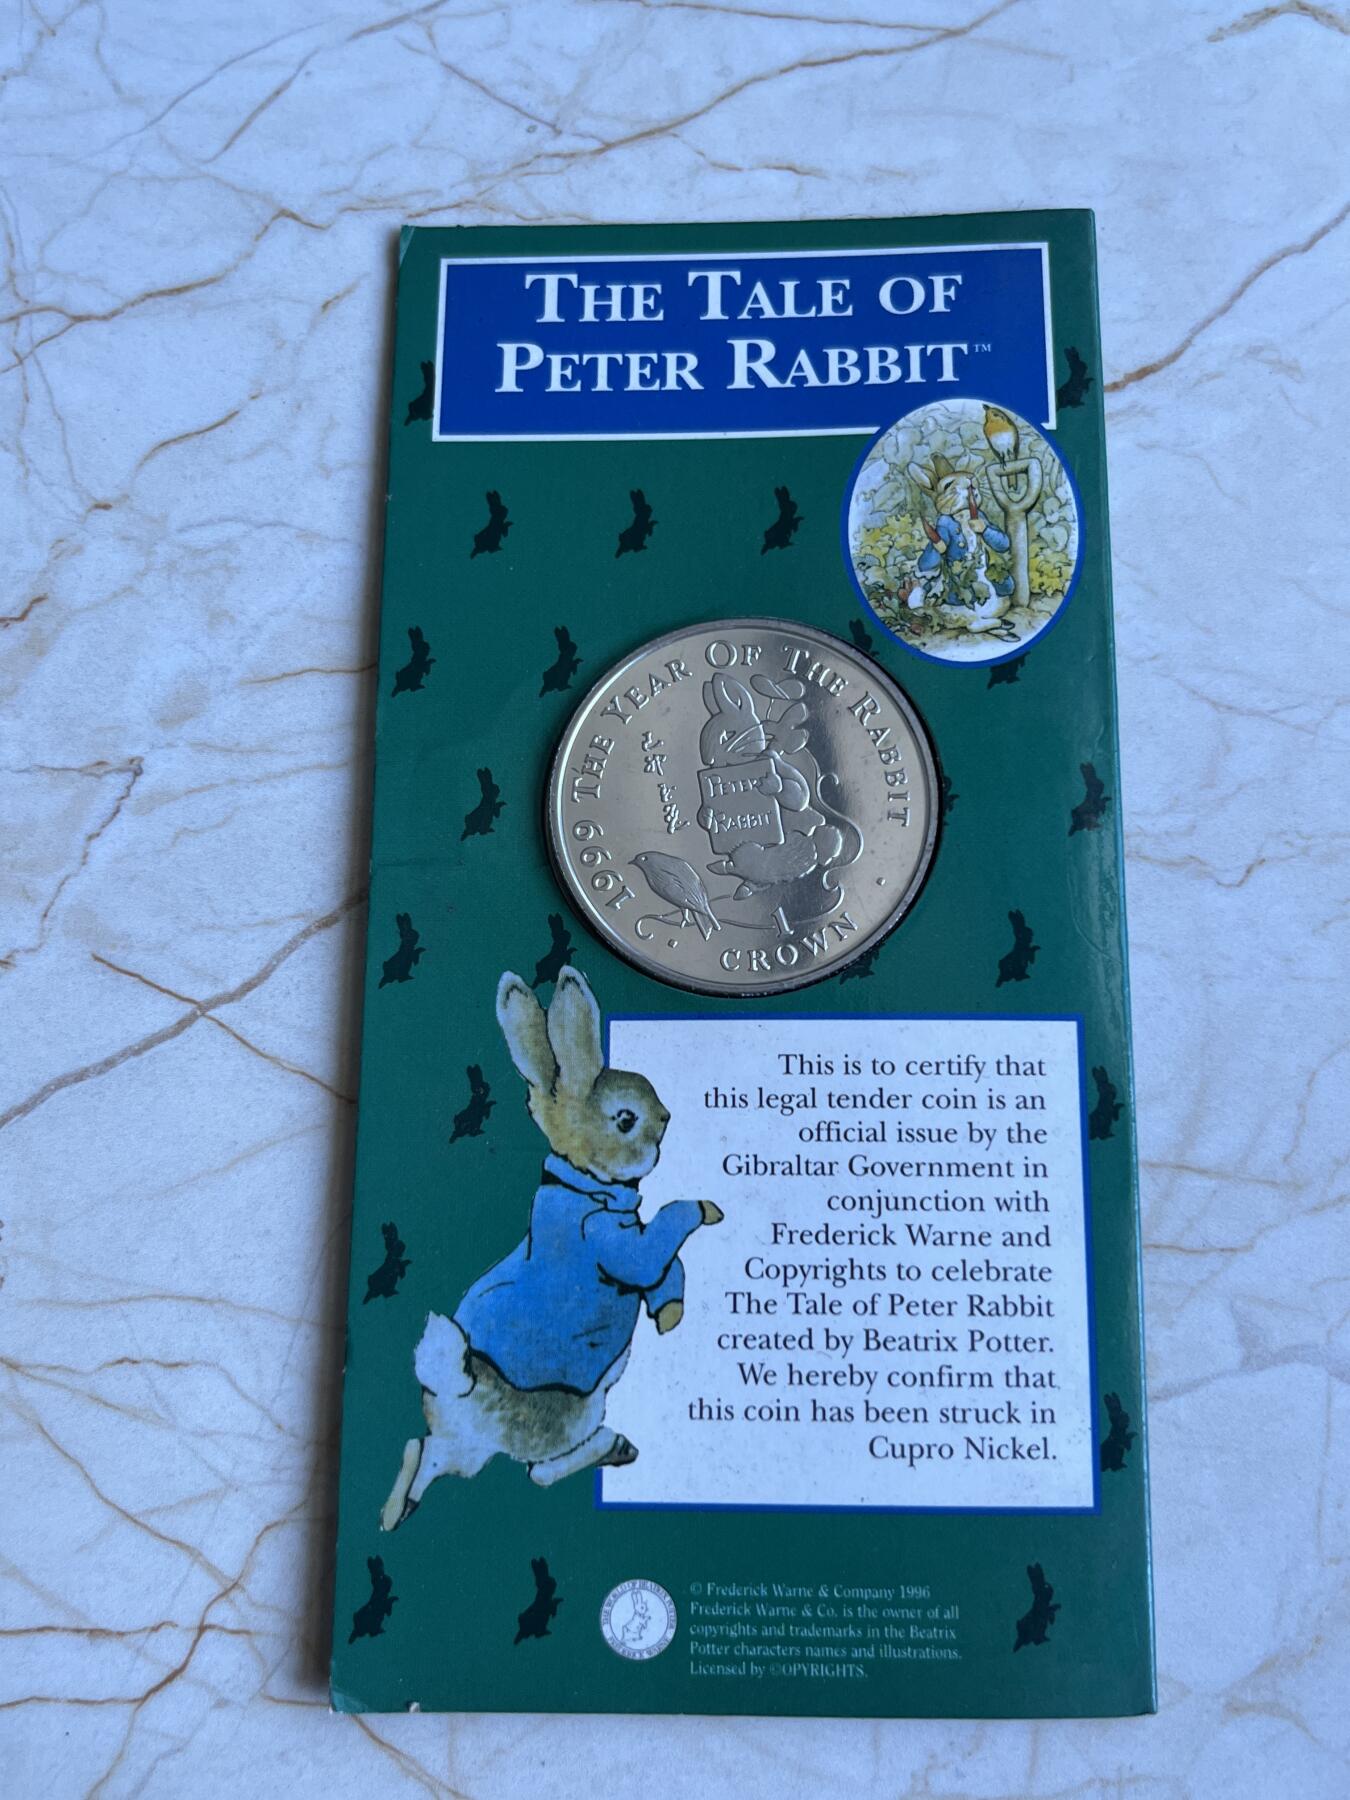 THE TALE OF
PETER RABBIT™
1999 THE YEAR OF THE RABBIT
PETER
RABBIT
1
CROWN
This is to certify that
this legal tender coin is an
official issue by the
Gibraltar Government in
conjunction with
Frederick Warne and
Copyrights to celebrate
The Tale of Peter Rabbit
created by Beatrix Potter.
We hereby confirm that
this coin has been struck in
Cupro Nickel.
© Frederick Warne & Company 1996
Frederick Warne & Co. is the owner of all
copyrights and trademarks in the Beatrix
Potter characters names and illustrations.
Licensed by ©OPYRIGHTS.